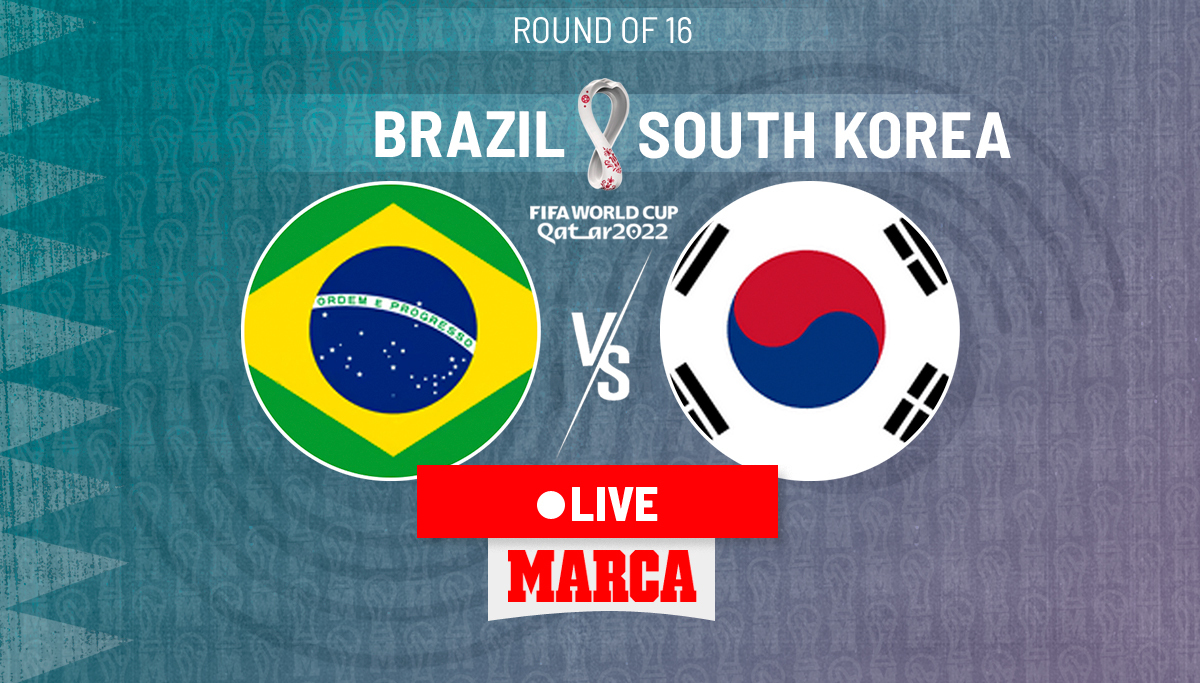 ROUND OF 16
BRAZIL SOUTH KOREA
FIFA WORLD CUP
Qatar2022
ORDEM E PROGRESSO
VS
LIVE
MARCA